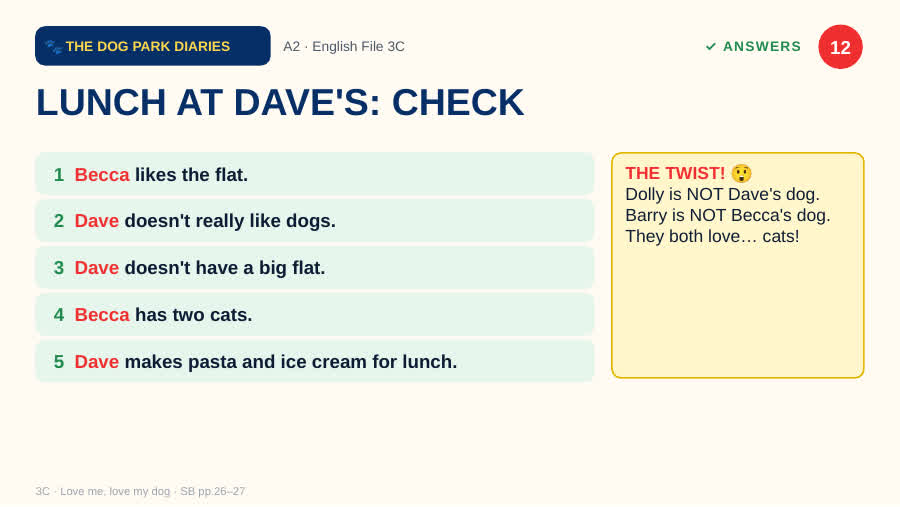 🐾 THE DOG PARK DIARIES
A2 · English File 3C
✓ ANSWERS
12
LUNCH AT DAVE'S: CHECK
1 Becca likes the flat.
2 Dave doesn't really like dogs.
3 Dave doesn't have a big flat.
4 Becca has two cats.
5 Dave makes pasta and ice cream for lunch.
THE TWIST! 😲
Dolly is NOT Dave's dog.
Barry is NOT Becca's dog.
They both love… cats!
3C · Love me, love my dog · SB pp.26–27